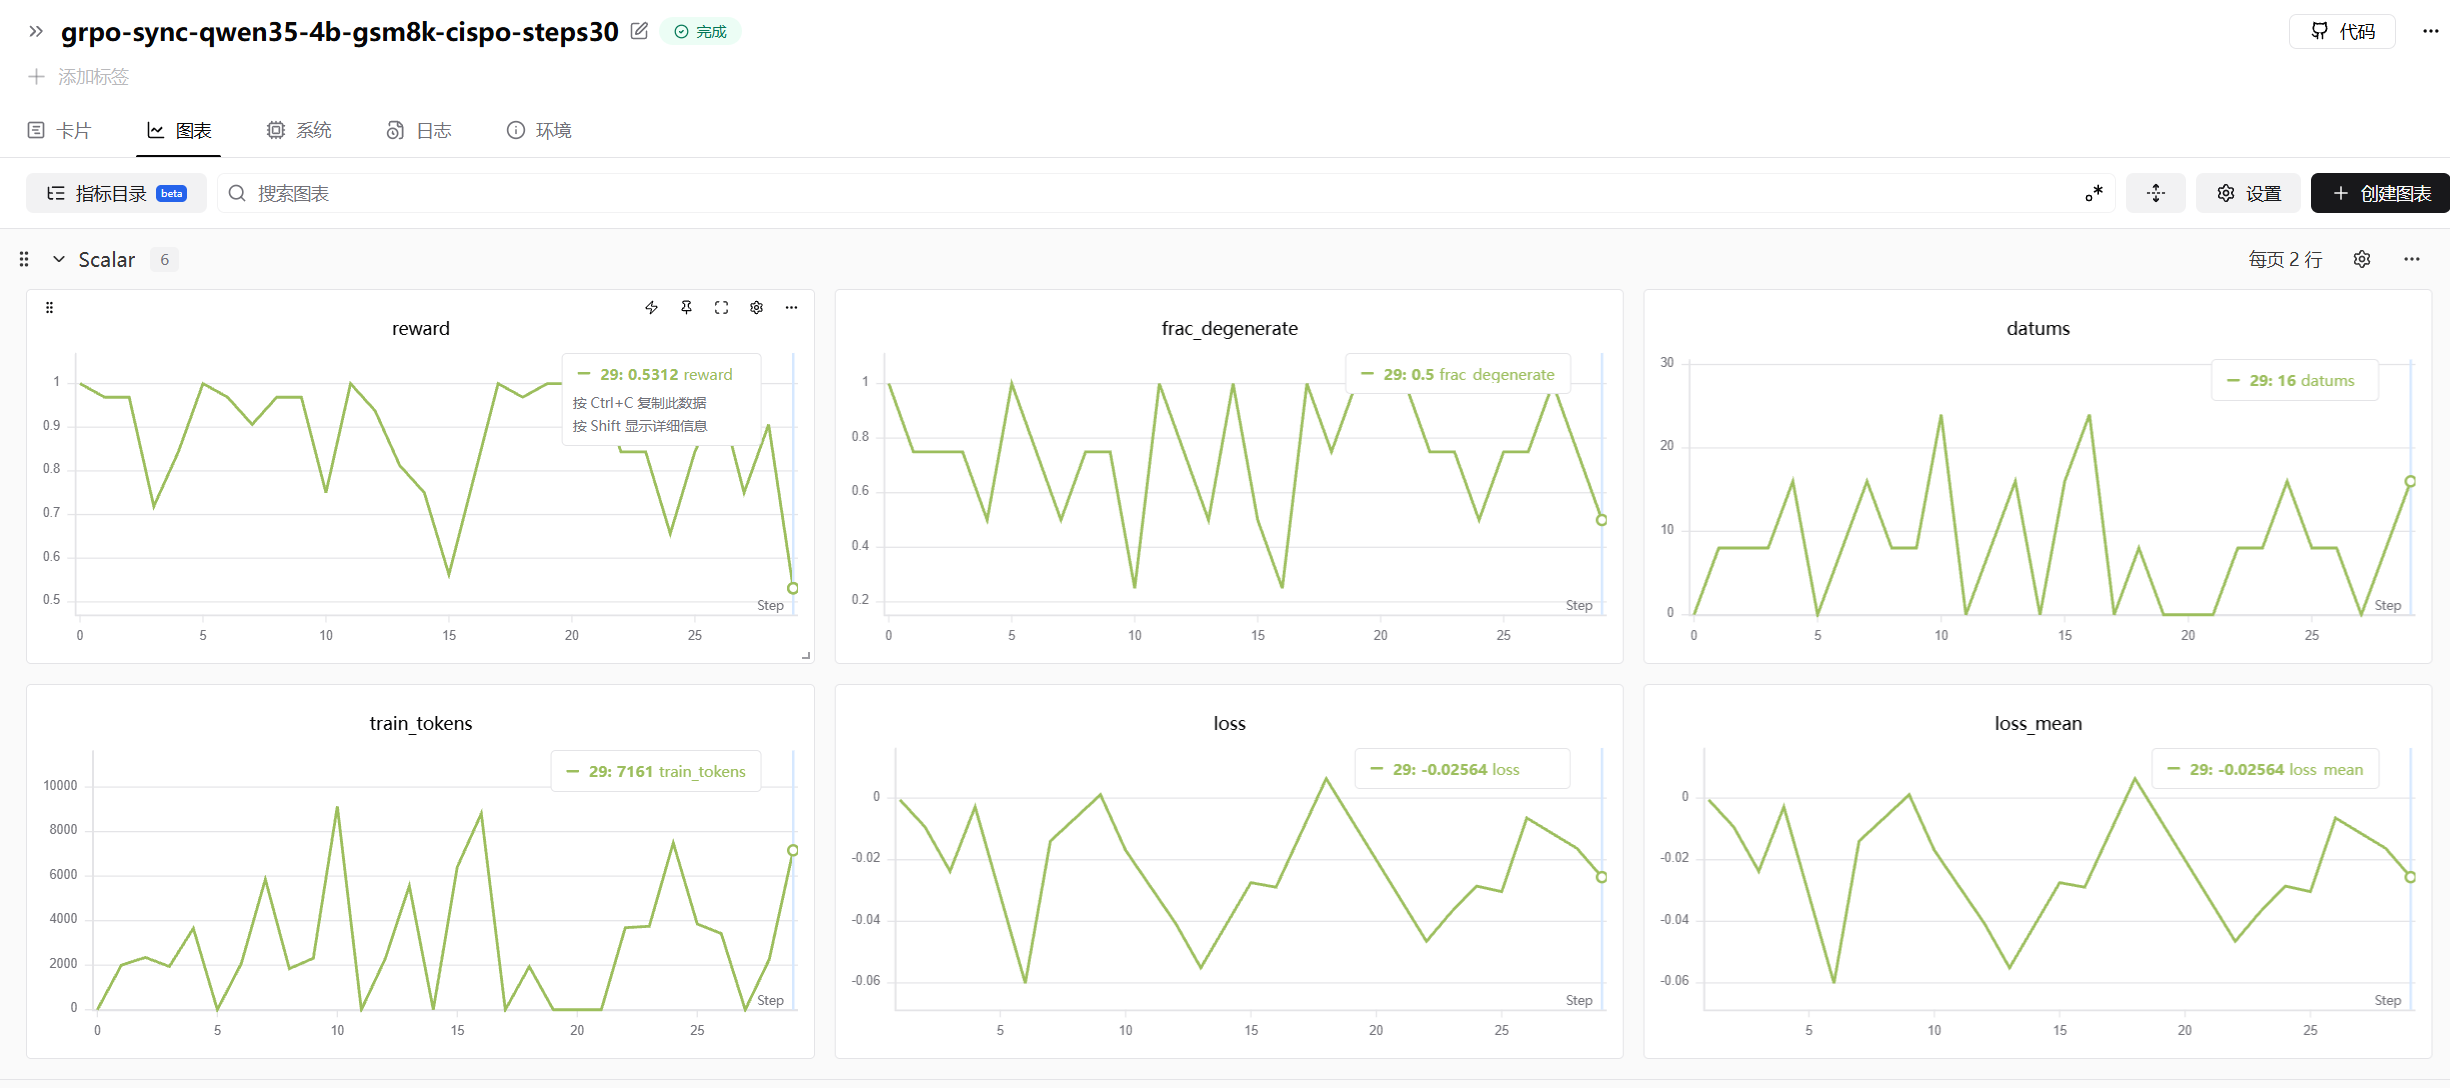 grpo-sync-qwen35-4b-gsm8k-cispo-steps30 完成 代码
添加标签
卡片 图表 系统 日志 环境
指标目录 beta 搜索图表 设置 创建图表
Scalar 6 每页 2 行
reward
29: 0.5312 reward
按 Ctrl+C 复制此数据
按 Shift 显示详细信息
1
0.9
0.8
0.7
0.6
0.5
Step
0 5 10 15 20 25
frac_degenerate
29: 0.5 frac_degenerate
1
0.8
0.6
0.4
0.2
Step
0 5 10 15 20 25
datums
29: 16 datums
30
20
10
0
Step
0 5 10 15 20 25
train_tokens
29: 7161 train_tokens
10000
8000
6000
4000
2000
0
Step
0 5 10 15 20 25
loss
29: -0.02564 loss
0
-0.02
-0.04
-0.06
Step
5 10 15 20 25
loss_mean
29: -0.02564 loss_mean
0
-0.02
-0.04
-0.06
Step
5 10 15 20 25